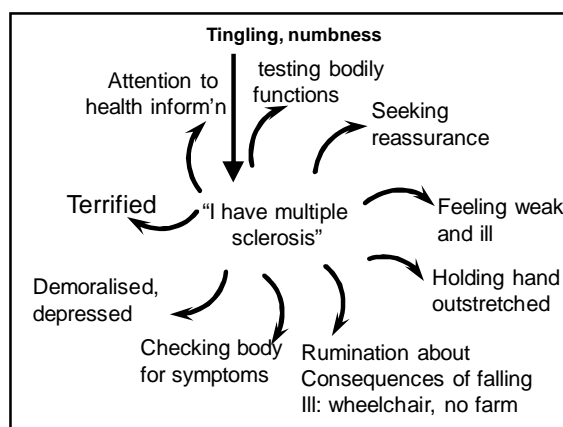 Tingling, numbness
Attention to
health inform'n
testing bodily
functions
Seeking
reassurance
Terrified
"I have multiple
sclerosis"
Feeling weak
and ill
Demoralised,
depressed
Holding hand
outstretched
Checking body
for symptoms
Rumination about
Consequences of falling
Ill: wheelchair, no farm